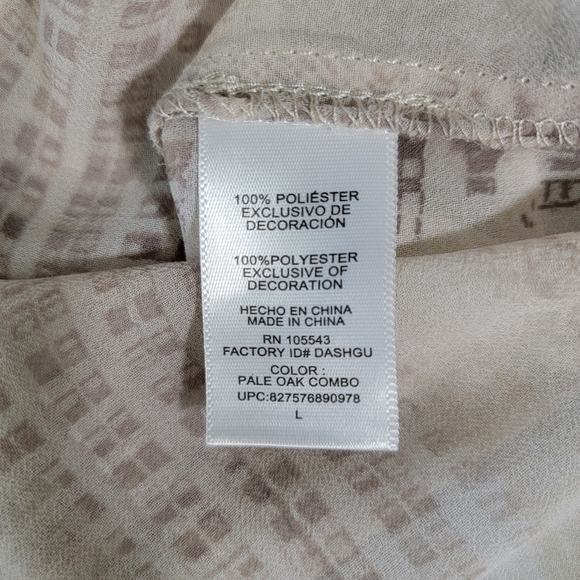 100% POLIÉSTER
EXCLUSIVO DE
DECORACIÓN
100%POLYESTER
EXCLUSIVE OF
DECORATION
HECHO EN CHINA
MADE IN CHINA
RN 105543
FACTORY ID# DASHGU
COLOR :
PALE OAK COMBO
UPC:827576890978
L